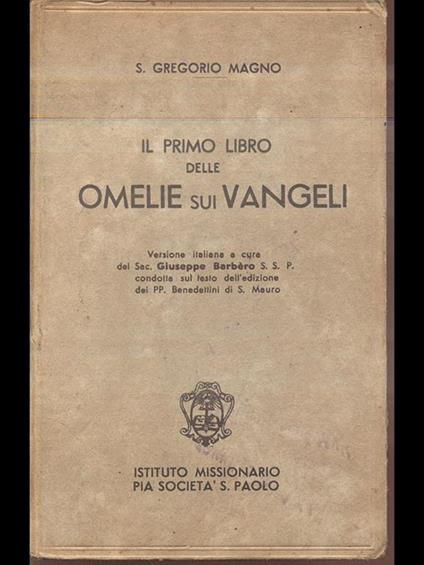 S. GREGORIO MAGNO
IL PRIMO LIBRO
DELLE
OMELIE SUI VANGELI
Versione italiana a cura
del Sac. Giuseppe Barbèro S. S. P.
condotta sul testo dell'edizione
dei PP. Benedettini di S. Mauro
ISTITUTO MISSIONARIO
PIA SOCIETA' S. PAOLO